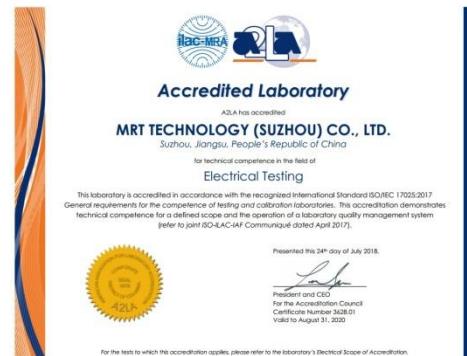 ilac-MRA
A2LA
Accredited Laboratory
A2LA has accredited
MRT TECHNOLOGY (SUZHOU) CO., LTD.
Suzhou, Jiangsu, People's Republic of China
for technical competence in the field of
Electrical Testing
This laboratory is accredited in accordance with the recognized International Standard ISO/IEC 17025:2017
General requirements for the competence of testing and calibration laboratories. This accreditation demonstrates
technical competence for a defined scope and the operation of a laboratory quality management system
(refer to joint ISO-ILAC-IAF Communiqué dated April 2017).
Presented this 24th day of July 2018.
President and CEO
For the Accreditation Council
Certificate Number 3628.01
Valid to August 31, 2020
CORPORATE
SEAL
1978
A2LA
For the tests to which this accreditation applies, please refer to the laboratory's Electrical Scope of Accreditation.